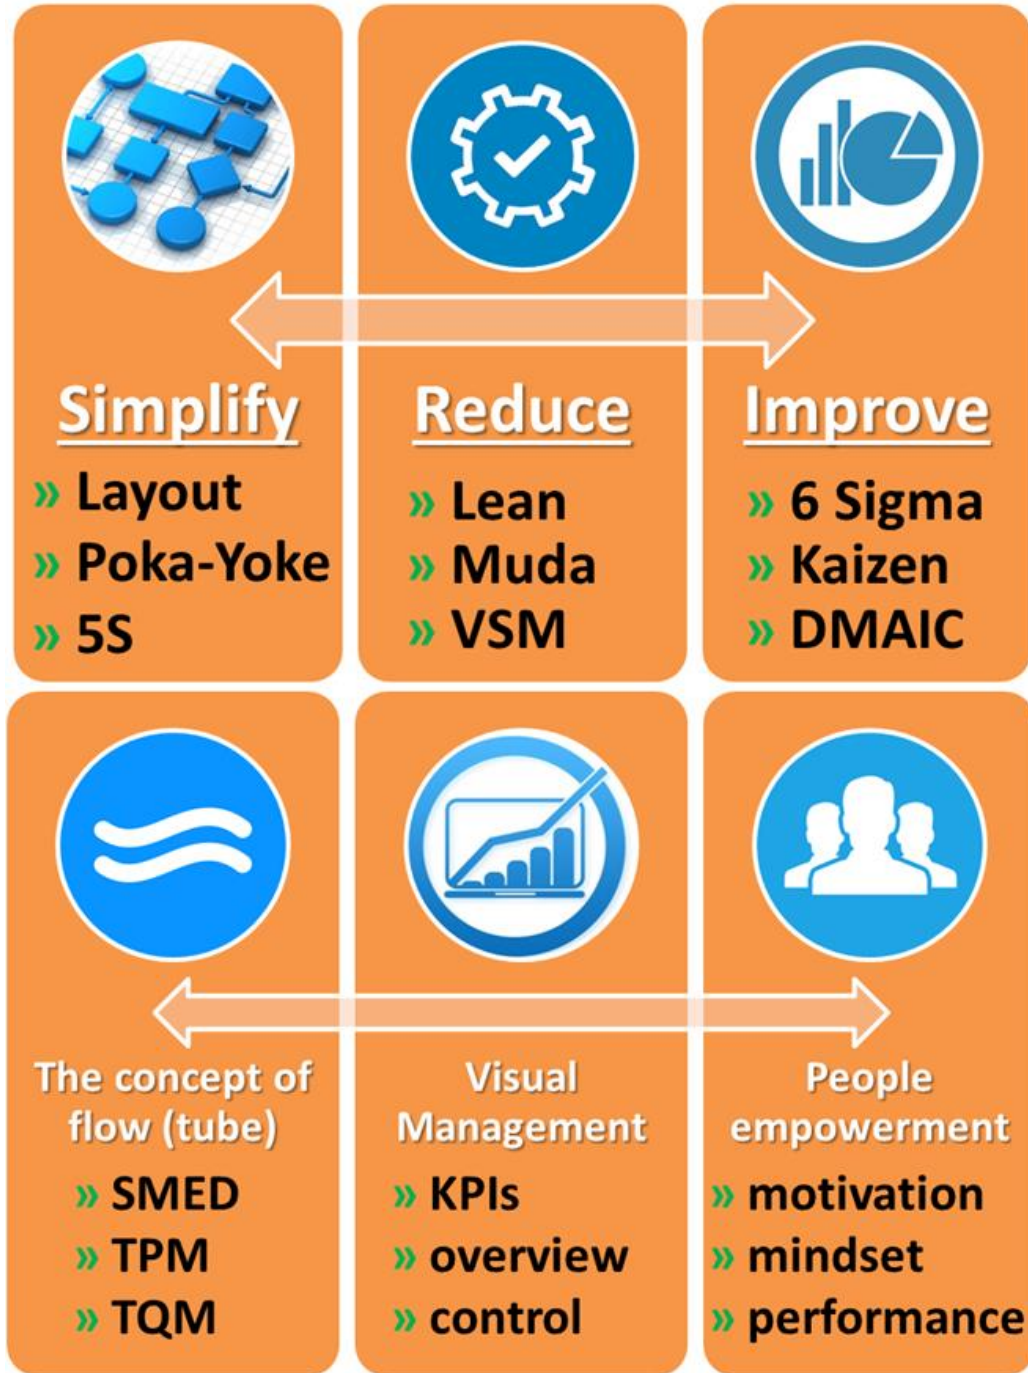 Simplify
» Layout
» Poka-Yoke
» 5S
Reduce
» Lean
» Muda
» VSM
Improve
» 6 Sigma
» Kaizen
» DMAIC
The concept of
flow (tube)
» SMED
» TPM
» TQM
Visual
Management
» KPIs
» overview
» control
People
empowerment
» motivation
» mindset
» performance